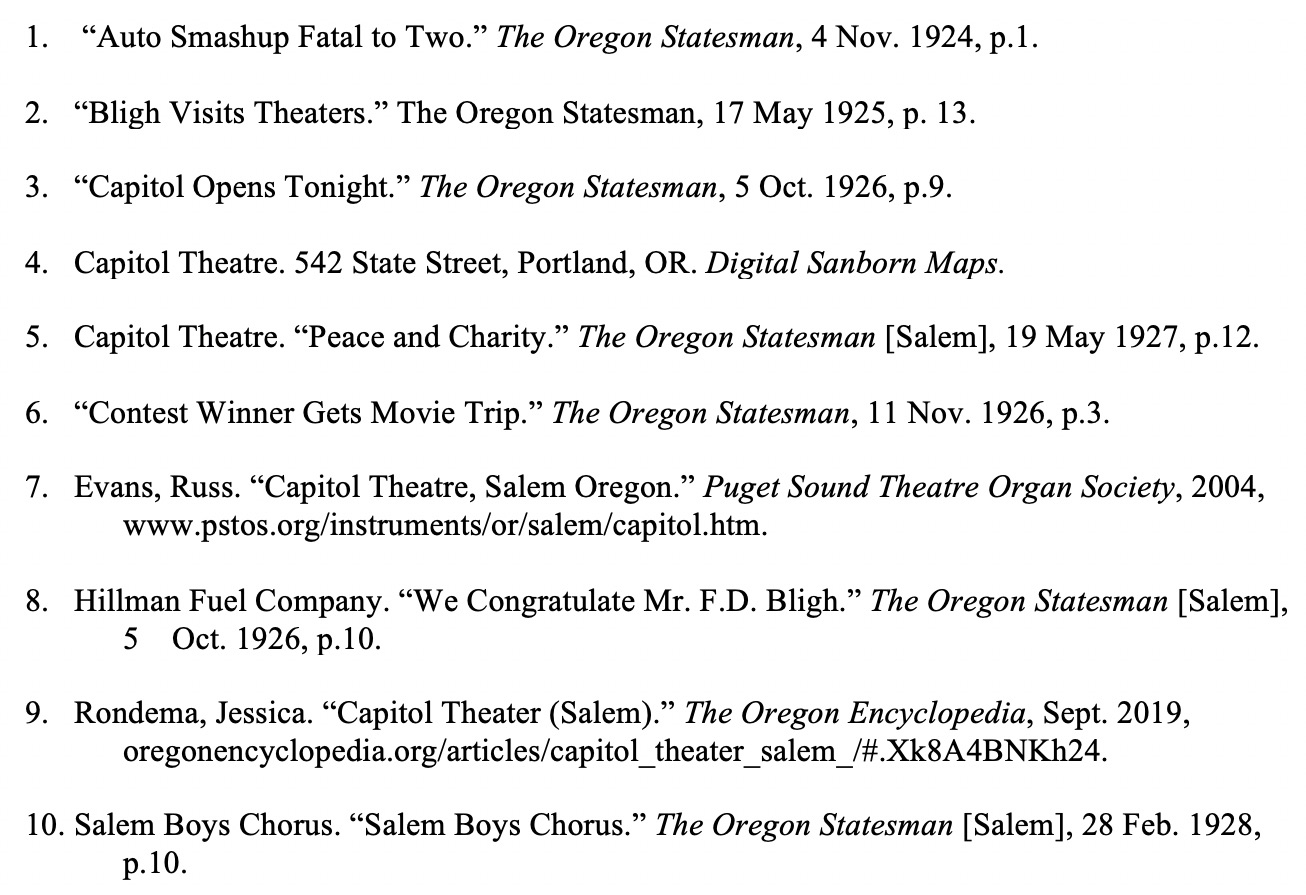 1. “Auto Smashup Fatal to Two.” The Oregon Statesman, 4 Nov. 1924, p.1.
2. “Bligh Visits Theaters.” The Oregon Statesman, 17 May 1925, p. 13.
3. “Capitol Opens Tonight.” The Oregon Statesman, 5 Oct. 1926, p.9.
4. Capitol Theatre. 542 State Street, Portland, OR. Digital Sanborn Maps.
5. Capitol Theatre. “Peace and Charity.” The Oregon Statesman [Salem], 19 May 1927, p.12.
6. “Contest Winner Gets Movie Trip.” The Oregon Statesman, 11 Nov. 1926, p.3.
7. Evans, Russ. “Capitol Theatre, Salem Oregon.” Puget Sound Theatre Organ Society, 2004,
www.pstos.org/instruments/or/salem/capitol.htm.
8. Hillman Fuel Company. “We Congratulate Mr. F.D. Bligh.” The Oregon Statesman [Salem],
5 Oct. 1926, p.10.
9. Rondema, Jessica. “Capitol Theater (Salem).” The Oregon Encyclopedia, Sept. 2019,
oregonencyclopedia.org/articles/capitol_theater_salem_/#.Xk8A4BNKh24.
10. Salem Boys Chorus. “Salem Boys Chorus.” The Oregon Statesman [Salem], 28 Feb. 1928,
p.10.